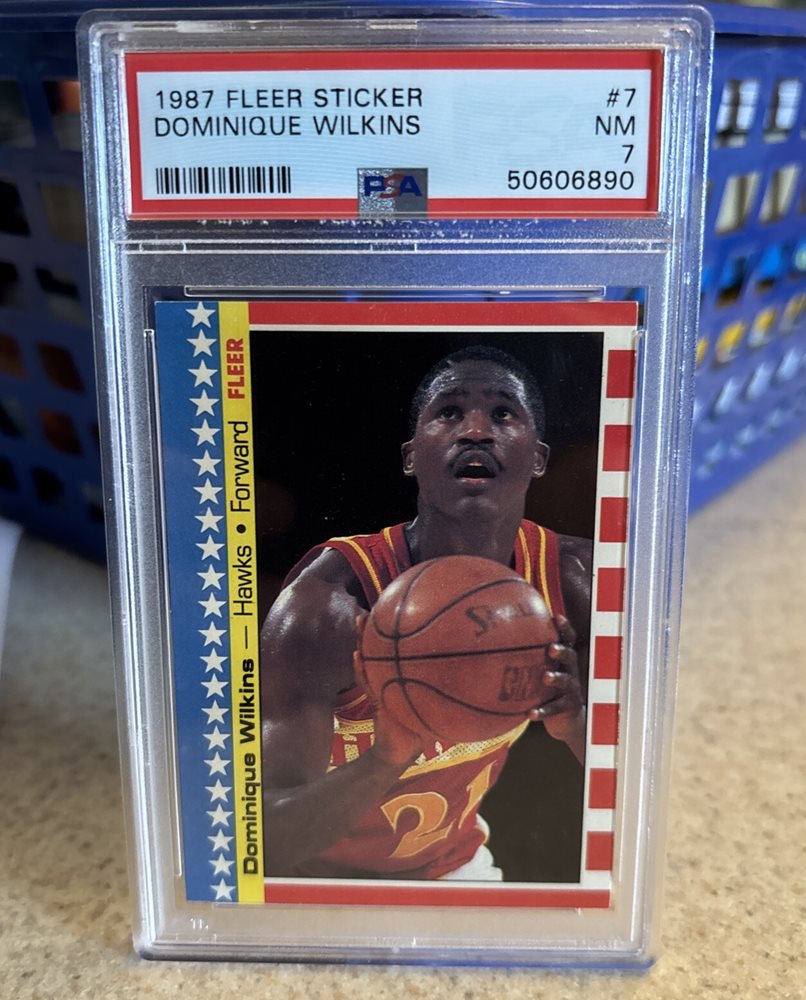 1987 FLEER STICKER #7
DOMINIQUE WILKINS NM
7
PSA 50606890
Dominique Wilkins — Hawks • Forward FLEER
21